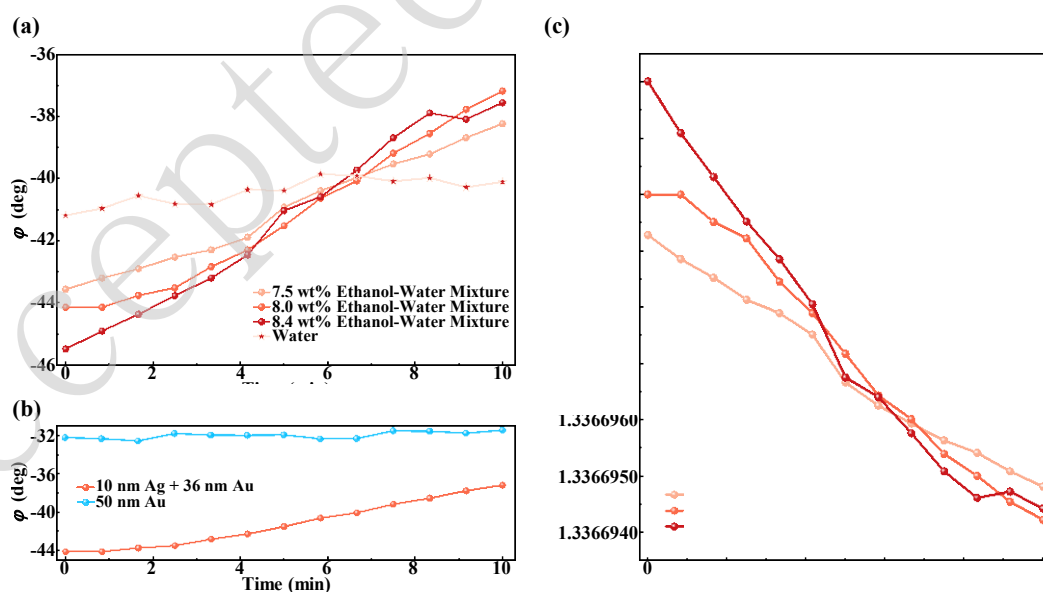 (a)
-36
-38
-40
-42
-44
-46
φ (deg)
7.5 wt% Ethanol-Water Mixture
8.0 wt% Ethanol-Water Mixture
8.4 wt% Ethanol-Water Mixture
Water
0 2 4 6 8 10
Time (min)
(b)
-32
-36
-40
-44
φ (deg)
10 nm Ag + 36 nm Au
50 nm Au
0 2 4 6 8 10
Time (min)
(c)
1.3366960
1.3366950
1.3366940
0
cepte